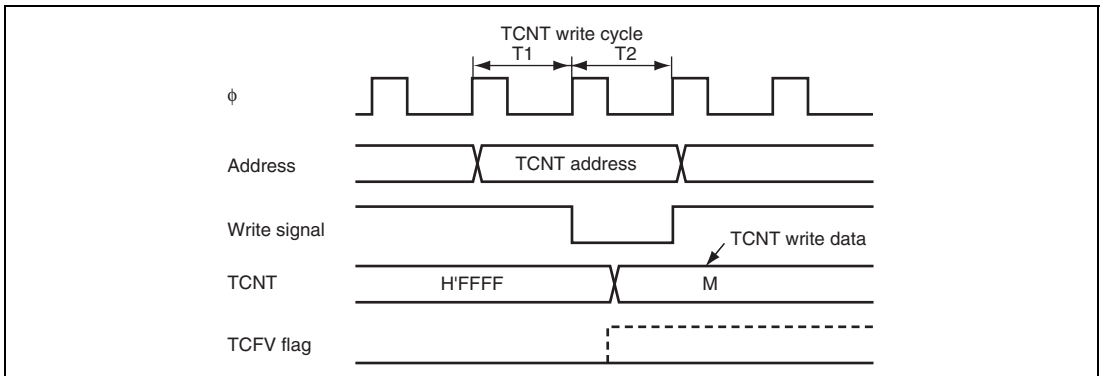 TCNT write cycle
T1 T2
ϕ
Address
TCNT address
Write signal
TCNT write data
TCNT
H'FFFF
M
TCFV flag